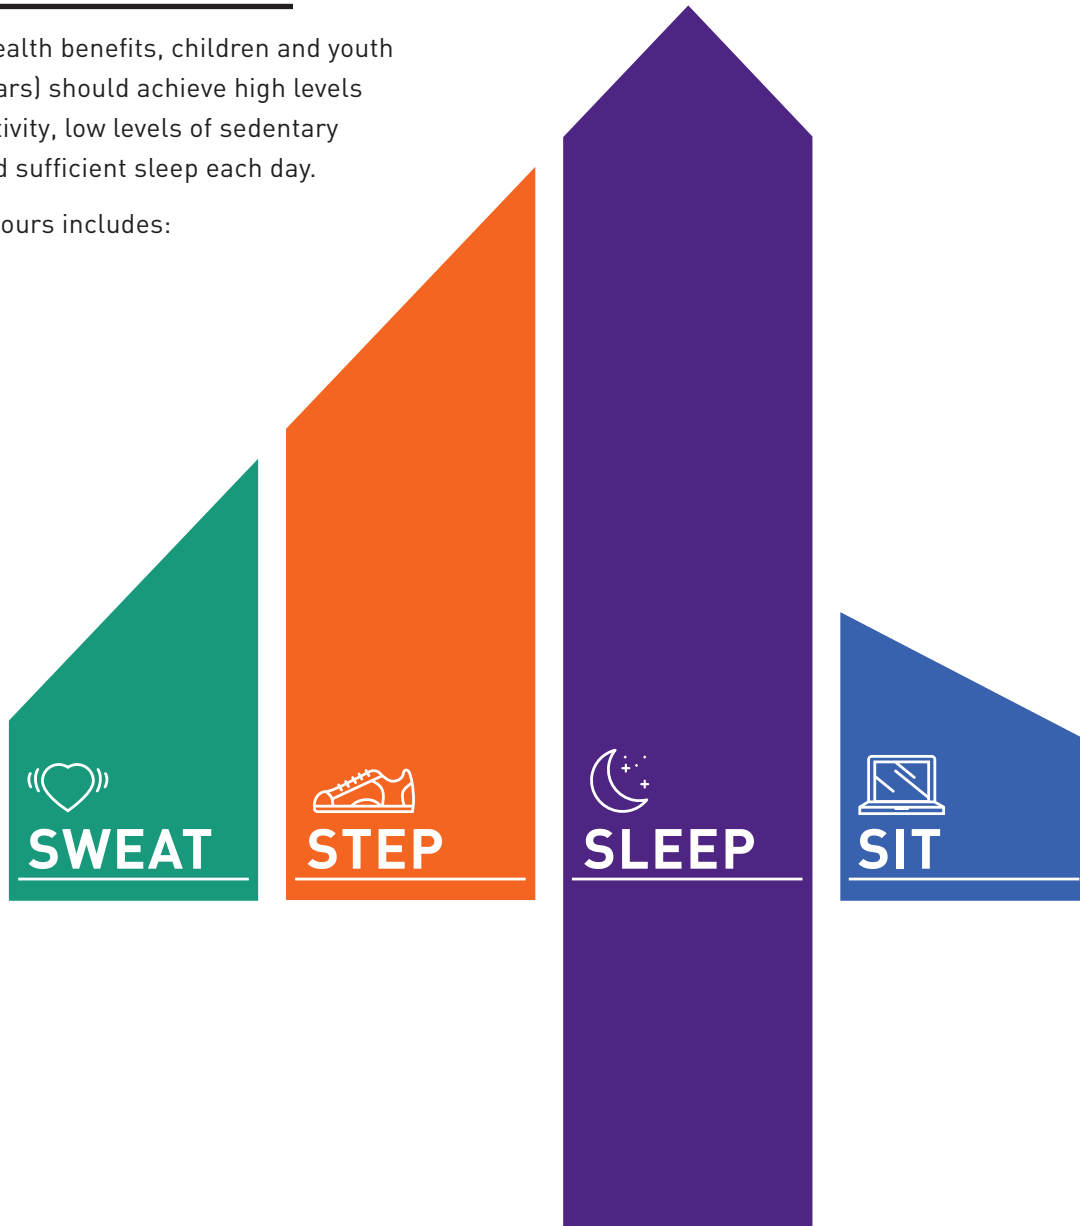 ealth benefits, children and youth
ars) should achieve high levels
tivity, low levels of sedentary
d sufficient sleep each day.
ours includes:
SWEAT
STEP
SLEEP
SIT